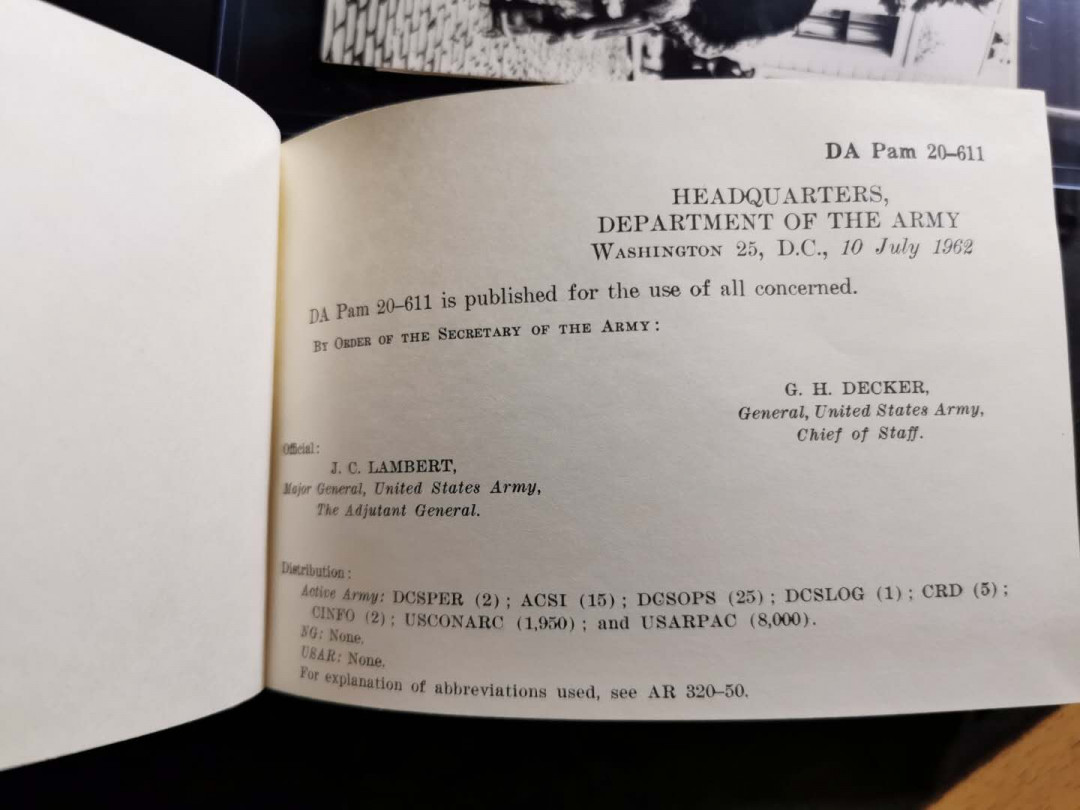 DA Pam 20–611
HEADQUARTERS,
DEPARTMENT OF THE ARMY
WASHINGTON 25, D.C., 10 July 1962
DA Pam 20–611 is published for the use of all concerned.
BY ORDER OF THE SECRETARY OF THE ARMY:
G. H. DECKER,
General, United States Army,
Chief of Staff.
Official:
J. C. LAMBERT,
Major General, United States Army,
The Adjutant General.
Distribution:
Active Army: DCSPER (2); ACSI (15); DCSOPS (25); DCSLOG (1); CRD (5);
CINFO (2); USCONARC (1,950); and USARPAC (8,000).
NG: None.
USAR: None.
For explanation of abbreviations used, see AR 320–50.